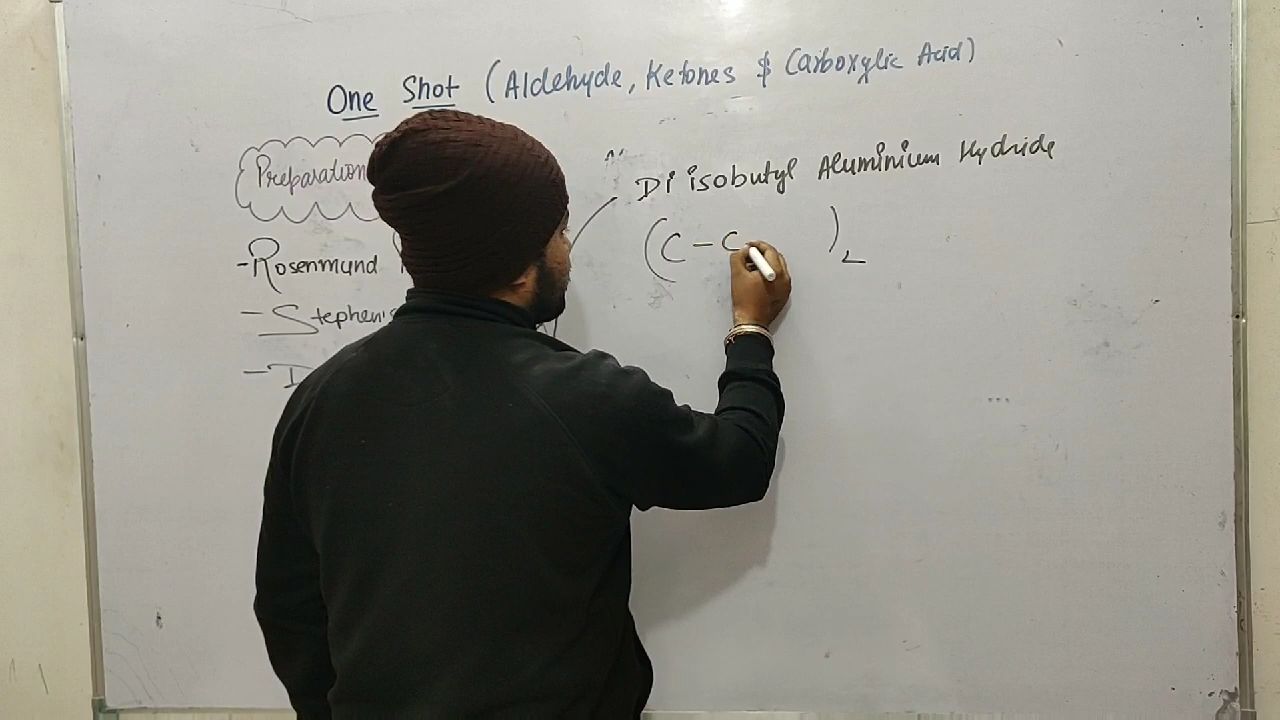 One Shot (Aldehyde, Ketones & Carboxylic Acid)
Preparation
Di isobutyl Aluminium Hydride
(C - C )2
- Rosenmund
- Stephen's
- D